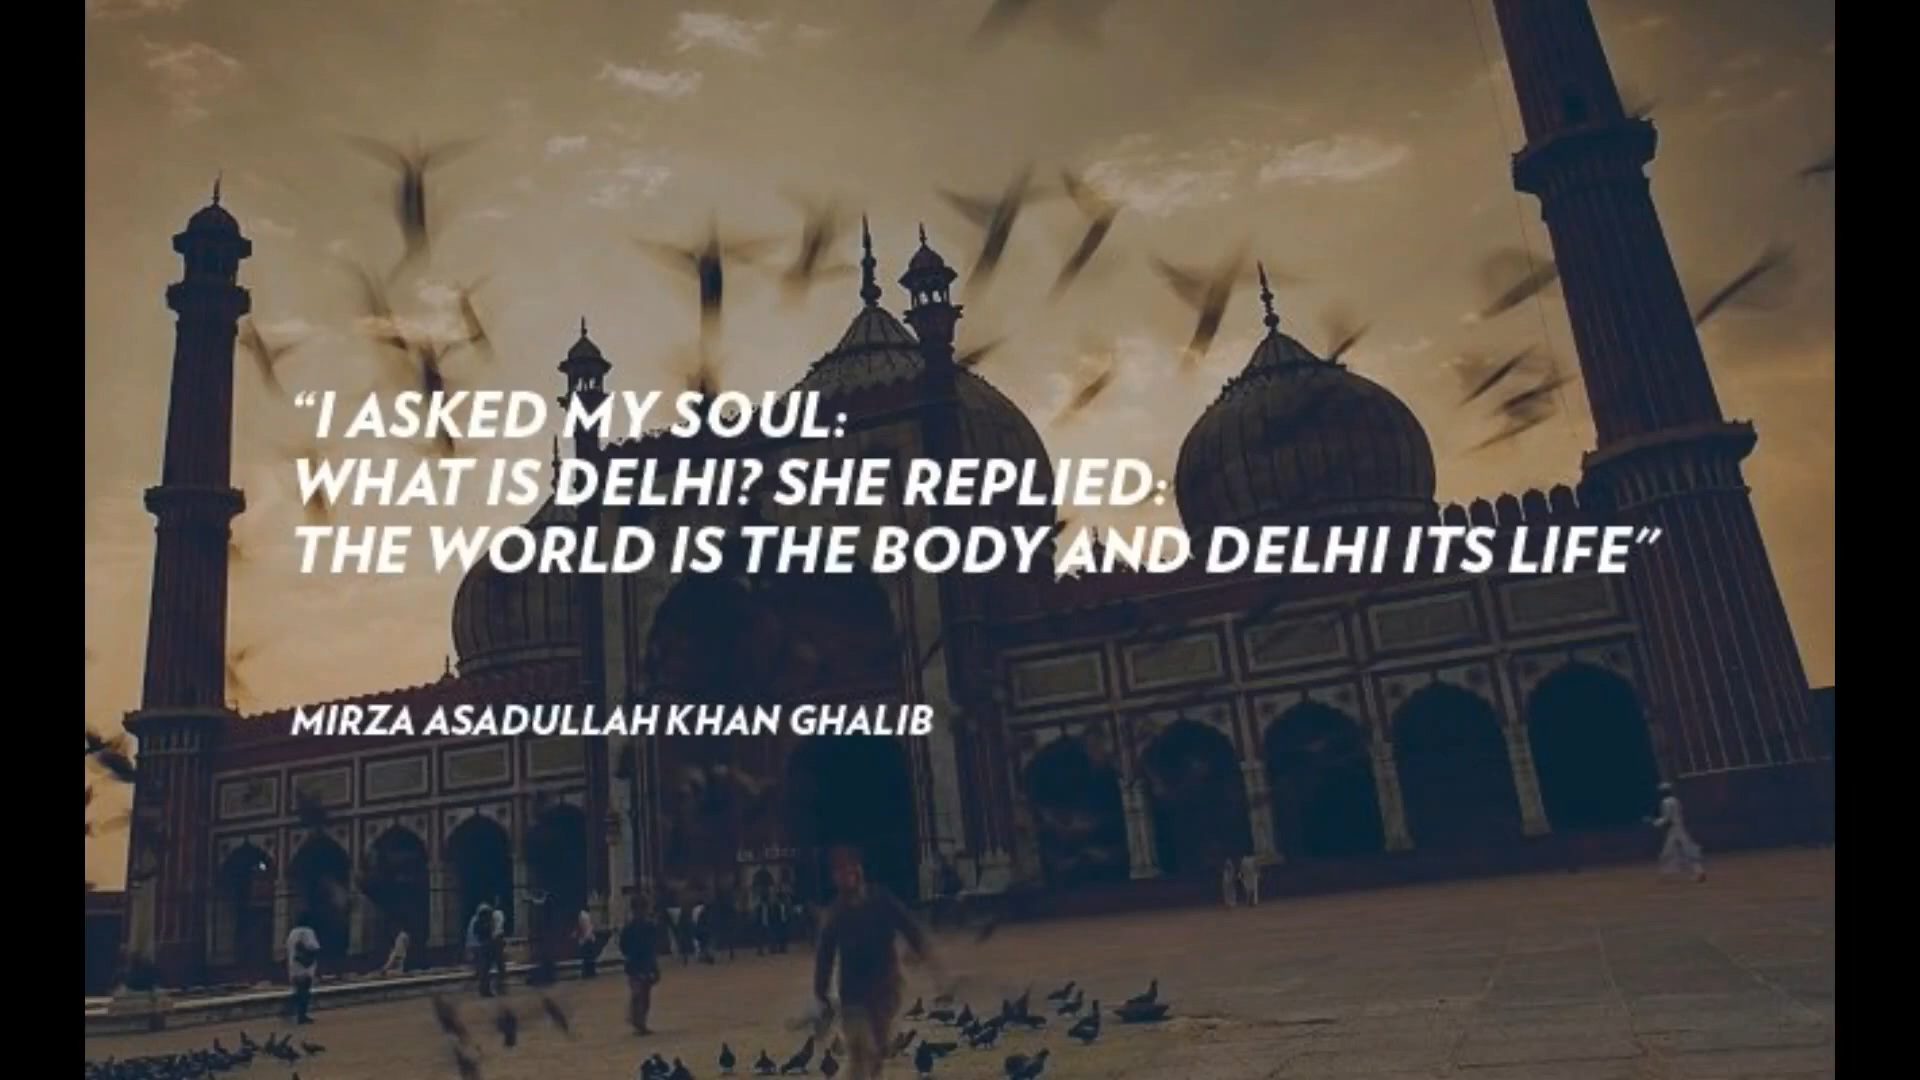 “I ASKED MY SOUL:
WHAT IS DELHI? SHE REPLIED:
THE WORLD IS THE BODY AND DELHI ITS LIFE”
MIRZA ASADULLAH KHAN GHALIB